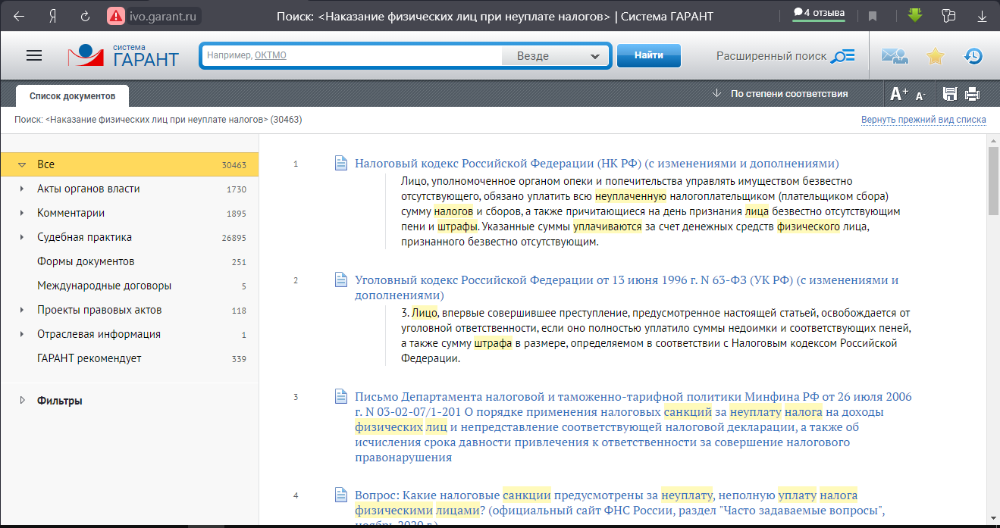 Я
ivo.garant.ru
Поиск: <Наказание физических лиц при неуплате налогов> | Система ГАРАНТ
4 отзыва
система
ГАРАНТ
Например, ОКТМО
Везде
Найти
Расширенный поиск
Список документов
По степени соответствия
A+ A-
Поиск: <Наказание физических лиц при неуплате налогов> (30463)
Вернуть прежний вид списка
Все 30463
Акты органов власти 1730
Комментарии 1895
Судебная практика 26895
Формы документов 251
Международные договоры 5
Проекты правовых актов 118
Отраслевая информация 1
ГАРАНТ рекомендует 339
Фильтры
1 Налоговый кодекс Российской Федерации (НК РФ) (с изменениями и дополнениями)
Лицо, уполномоченное органом опеки и попечительства управлять имуществом безвестно
отсутствующего, обязано уплатить всю неуплаченную налогоплательщиком (плательщиком сбора)
сумму налогов и сборов, а также причитающиеся на день признания лица безвестно отсутствующим
пени и штрафы. Указанные суммы уплачиваются за счет денежных средств физического лица,
признанного безвестно отсутствующим.
2 Уголовный кодекс Российской Федерации от 13 июня 1996 г. N 63-ФЗ (УК РФ) (с изменениями и
дополнениями)
3. Лицо, впервые совершившее преступление, предусмотренное настоящей статьей, освобождается от
уголовной ответственности, если оно полностью уплатило суммы недоимки и соответствующих пеней,
а также сумму штрафа в размере, определяемом в соответствии с Налоговым кодексом Российской
Федерации.
3 Письмо Департамента налоговой и таможенно-тарифной политики Минфина РФ от 26 июля 2006
г. N 03-02-07/1-201 О порядке применения налоговых санкций за неуплату налога на доходы
физических лиц и непредставление соответствующей налоговой декларации, а также об
исчислении срока давности привлечения к ответственности за совершение налогового
правонарушения
4 Вопрос: Какие налоговые санкции предусмотрены за неуплату, неполную уплату налога
физическими лицами? (официальный сайт ФНС России, раздел "Часто задаваемые вопросы",
ноябрь 2020 г.)